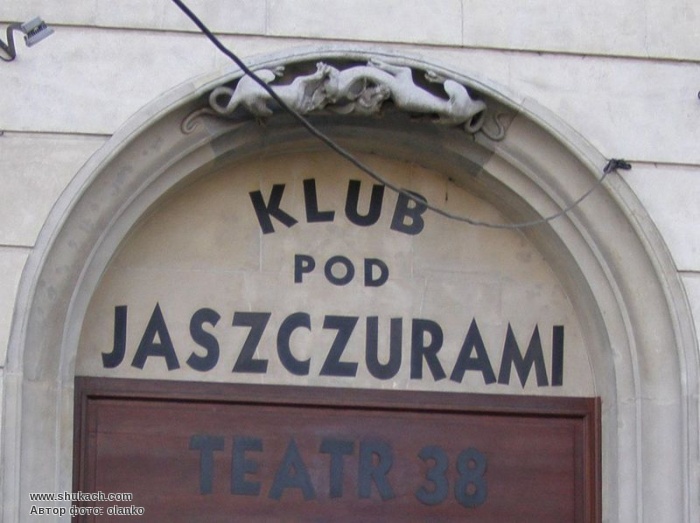 KLUB
POD
JASZCZURAMI
TEATR 38
www.shukach.com
Автор фото: olanko